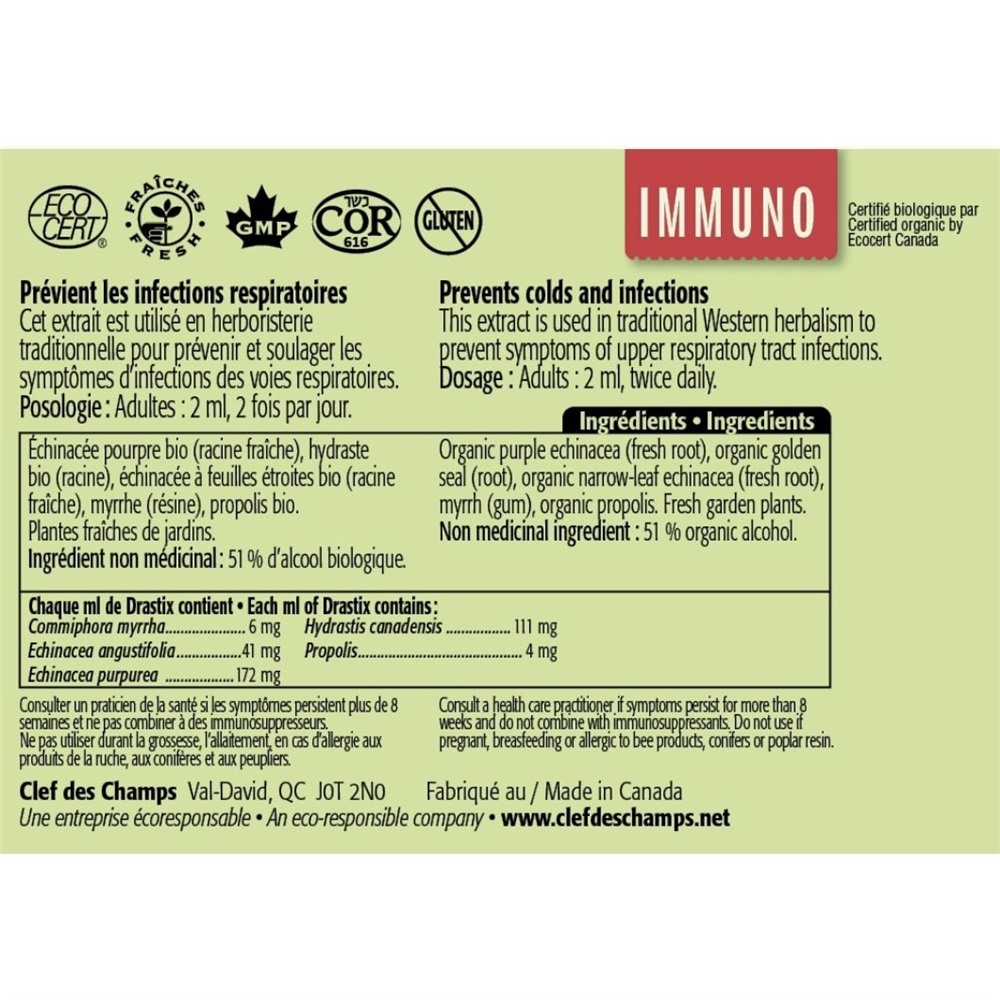 ECO
CERT
®
FRAÎCHES
FRESH
GMP
כשר
COR
616
GLUTEN
IMMUNO
Certifié biologique par
Certified organic by
Ecocert Canada
Prévient les infections respiratoires
Cet extrait est utilisé en herboristerie
traditionnelle pour prévenir et soulager les
symptômes d'infections des voies respiratoires.
Posologie : Adultes : 2 ml, 2 fois par jour.
Prevents colds and infections
This extract is used in traditional Western herbalism to
prevent symptoms of upper respiratory tract infections.
Dosage : Adults : 2 ml, twice daily.
Ingrédients • Ingredients
Échinacée pourpre bio (racine fraîche), hydraste
bio (racine), échinacée à feuilles étroites bio (racine
fraîche), myrrhe (résine), propolis bio.
Plantes fraîches de jardins.
Ingrédient non médicinal : 51 % d'alcool biologique.
Organic purple echinacea (fresh root), organic golden
seal (root), organic narrow-leaf echinacea (fresh root),
myrrh (gum), organic propolis. Fresh garden plants.
Non medicinal ingredient : 51 % organic alcohol.
Chaque ml de Drastix contient • Each ml of Drastix contains :
Commiphora myrrha..................... 6 mg
Echinacea angustifolia.................41 mg
Echinacea purpurea ..................172 mg
Hydrastis canadensis ................. 111 mg
Propolis........................................... 4 mg
Consulter un praticien de la santé si les symptômes persistent plus de 8
semaines et ne pas combiner à des immunosuppresseurs.
Ne pas utiliser durant la grossesse, l'allaitement, en cas d'allergie aux
produits de la ruche, aux conifères et aux peupliers.
Consult a health care practitioner if symptoms persist for more than 8
weeks and do not combine with immunosuppressants. Do not use if
pregnant, breasfeeding or allergic to bee products, conifers or poplar resin.
Clef des Champs Val-David, QC J0T 2N0 Fabriqué au / Made in Canada
Une entreprise écoresponsable • An eco-responsible company • www.clefdeschamps.net